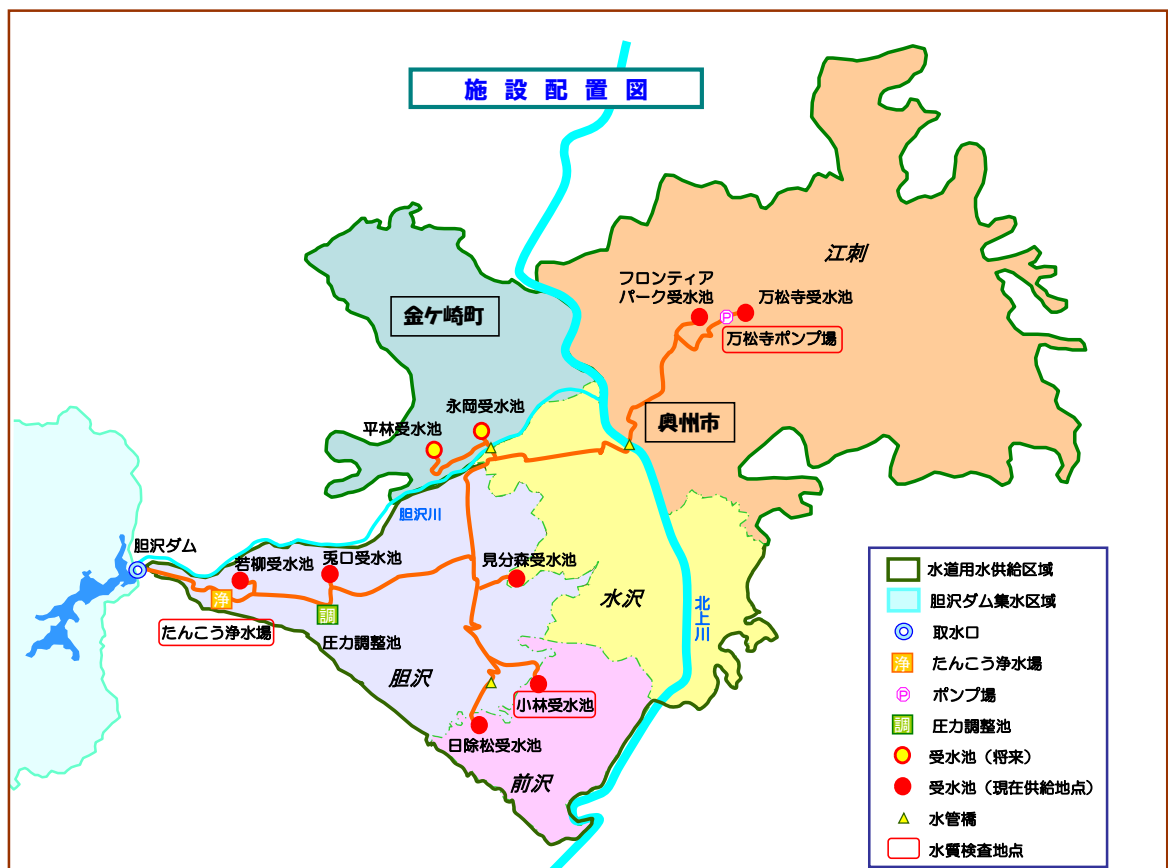 施設配置図
江刺
フロンティア
パーク受水池
万松寺受水池
Ⓟ
万松寺ポンプ場
金ケ崎町
奥州市
永岡受水池
平林受水池
胆沢川
胆沢ダム
若柳受水池
兎口受水池
見分森受水池
浄
調
たんこう浄水場
圧力調整池
水沢
北上川
胆沢
小林受水池
日除松受水池
前沢
水道用水供給区域
胆沢ダム集水区域
取水口
浄 たんこう浄水場
Ⓟ ポンプ場
調 圧力調整池
受水池（将来）
受水池（現在供給地点）
水管橋
水質検査地点